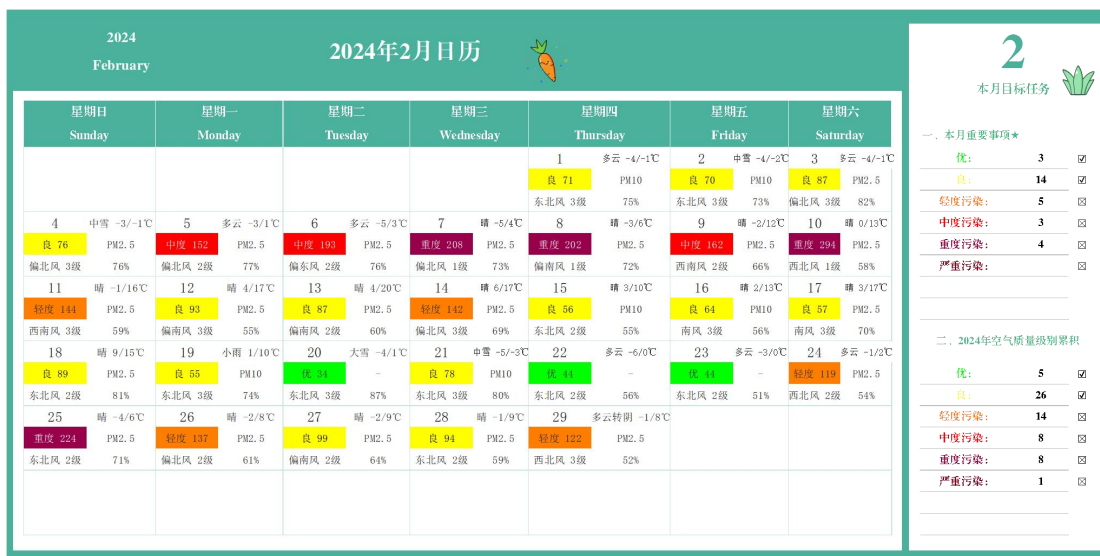 2024
February
2024年2月日历
星期日 星期一 星期二 星期三 星期四 星期五 星期六
Sunday Monday Tuesday Wednesday Thursday Friday Saturday
1 多云 -4/-1℃ 2 中雪 -4/-2℃ 3 多云 -4/-1℃
良 71 PM10 良 70 PM10 良 87 PM2.5
东北风 3级 75% 东北风 3级 73% 偏北风 3级 82%
4 中雪 -3/-1℃ 5 多云 -3/1℃ 6 多云 -5/3℃ 7 晴 -5/4℃ 8 晴 -3/6℃ 9 晴 -2/12℃ 10 晴 0/13℃
良 76 PM2.5 中度 152 PM2.5 中度 193 PM2.5 重度 208 PM2.5 重度 202 PM2.5 中度 162 PM2.5 重度 294 PM2.5
偏北风 3级 76% 偏北风 2级 77% 偏东风 2级 76% 偏北风 1级 73% 偏南风 1级 72% 西南风 2级 66% 西北风 1级 58%
11 晴 -1/16℃ 12 晴 4/17℃ 13 晴 4/20℃ 14 晴 6/17℃ 15 晴 3/10℃ 16 晴 2/13℃ 17 晴 3/17℃
轻度 144 PM2.5 良 93 PM2.5 良 87 PM2.5 轻度 142 PM2.5 良 56 PM10 良 64 PM10 良 57 PM2.5
西南风 3级 59% 偏南风 3级 55% 偏南风 2级 60% 偏北风 3级 69% 东北风 2级 55% 南风 3级 56% 南风 3级 70%
18 晴 9/15℃ 19 小雨 1/10℃ 20 大雪 -4/1℃ 21 中雪 -5/-3℃ 22 多云 -6/0℃ 23 多云 -3/0℃ 24 多云 -1/2℃
良 89 PM2.5 良 55 PM10 优 34 - 良 78 PM10 优 44 - 优 44 - 轻度 119 PM2.5
东北风 2级 81% 东北风 3级 74% 东北风 3级 87% 东北风 3级 80% 东北风 2级 56% 东北风 2级 51% 西北风 2级 54%
25 晴 -4/6℃ 26 晴 -2/8℃ 27 晴 -2/9℃ 28 晴 -1/9℃ 29 多云转阴 -1/8℃
重度 224 PM2.5 轻度 137 PM2.5 良 99 PM2.5 良 94 PM2.5 轻度 122 PM2.5
东北风 2级 71% 偏北风 2级 61% 偏南风 2级 64% 东北风 2级 59% 西北风 3级 52%
2
本月目标任务
一. 本月重要事项★
优: 3 ☑
良: 14 ☑
轻度污染: 5 ☒
中度污染: 3 ☒
重度污染: 4 ☒
严重污染: ☒
二. 2024年空气质量级别累积
优: 5 ☑
良: 26 ☑
轻度污染: 14 ☒
中度污染: 8 ☒
重度污染: 8 ☒
严重污染: 1 ☒